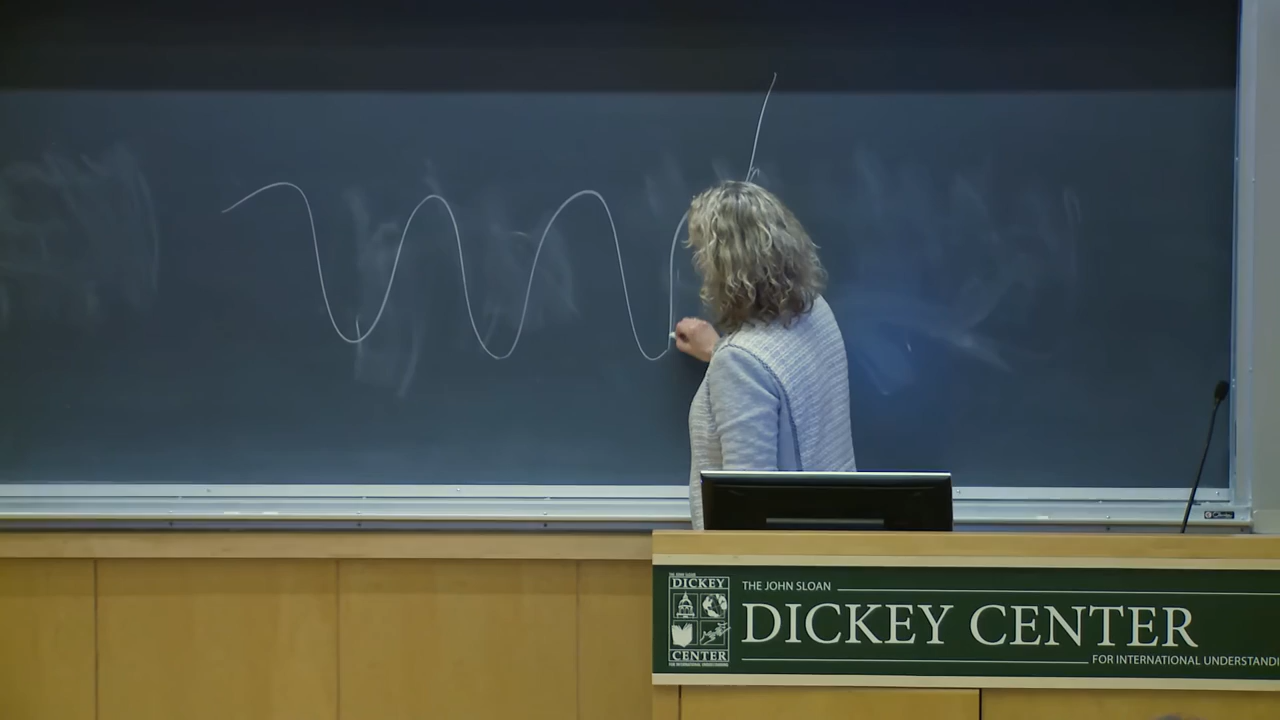 DICKEY
CENTER
THE JOHN SLOAN
DICKEY CENTER
FOR INTERNATIONAL UNDERSTANDI